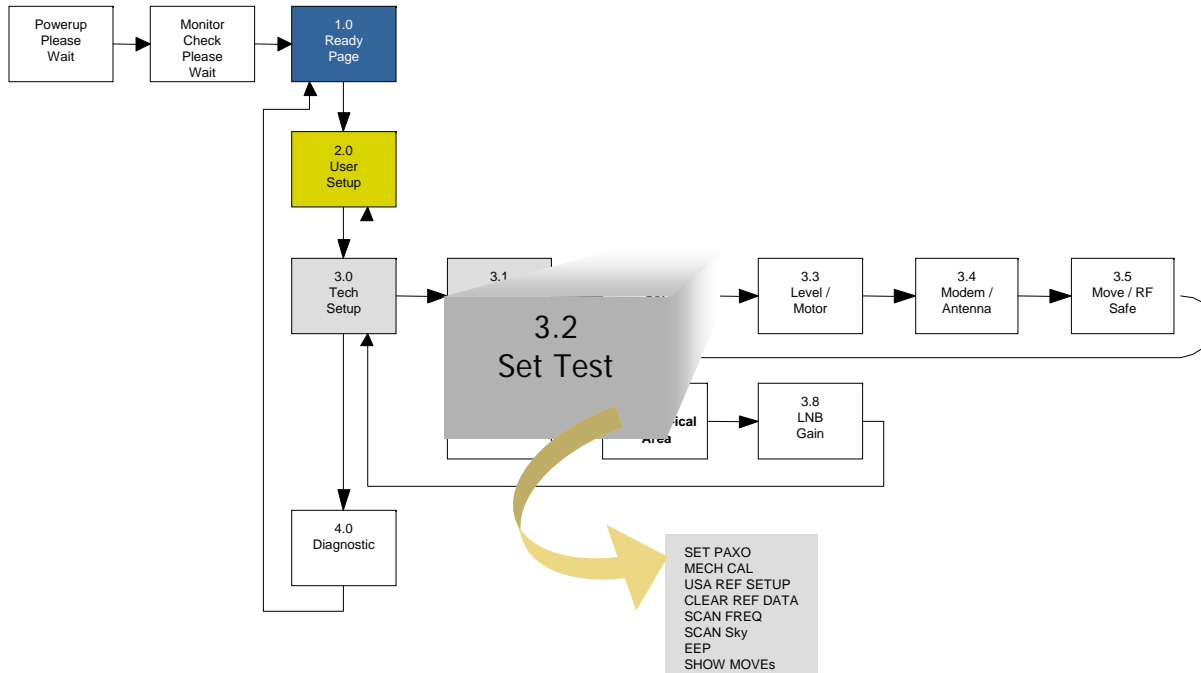 Powerup
Please
Wait
Monitor
Check
Please
Wait
1.0
Ready
Page
2.0
User
Setup
3.0
Tech
Setup
3.1
3.2
Set Test
3.3
Level /
Motor
3.4
Modem /
Antenna
3.5
Move / RF
Safe
Area
3.8
LNB
Gain
4.0
Diagnostic
SET PAXO
MECH CAL
USA REF SETUP
CLEAR REF DATA
SCAN FREQ
SCAN Sky
EEP
SHOW MOVEs